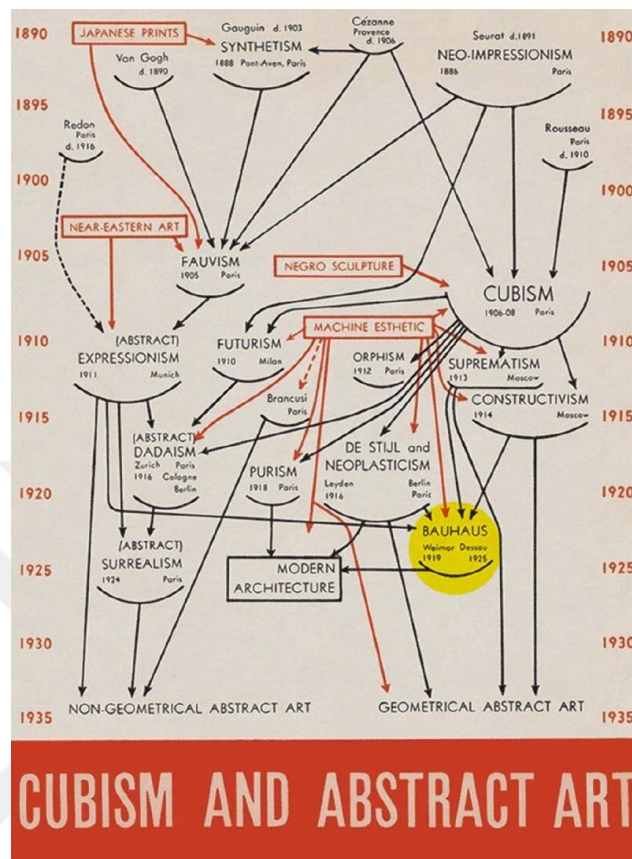 1890
JAPANESE PRINTS
Van Gogh
d. 1890
Gauguin d. 1903
SYNTHETISM
1888 Pont-Aven, Paris
Cézanne
Provence
d. 1906
Seurat d.1891
NEO-IMPRESSIONISM
1886 Paris
1890
1895
1895
Redon
Paris
d. 1916
Rousseau
Paris
d. 1910
1900
1900
NEAR-EASTERN ART
1905
FAUVISM
1905 Paris
NEGRO SCULPTURE
1905
CUBISM
1906-08 Paris
1910
(ABSTRACT)
EXPRESSIONISM
1911 Munich
FUTURISM
1910 Milan
MACHINE ESTHETIC
ORPHISM
1912 Paris
SUPREMATISM
1913 Moscow
1910
Brancusi
Paris
CONSTRUCTIVISM
1914 Moscow
1915
1915
(ABSTRACT)
DADAISM
Zurich Paris
1916 Cologne
Berlin
PURISM
1918 Paris
DE STIJL and
NEOPLASTICISM
Leyden Berlin
1916 Paris
1920
1920
BAUHAUS
Weimar Dessau
1919 1925
(ABSTRACT)
SURREALISM
1924 Paris
MODERN
ARCHITECTURE
1925
1925
1930
1930
1935
NON-GEOMETRICAL ABSTRACT ART
GEOMETRICAL ABSTRACT ART
1935
CUBISM AND ABSTRACT ART